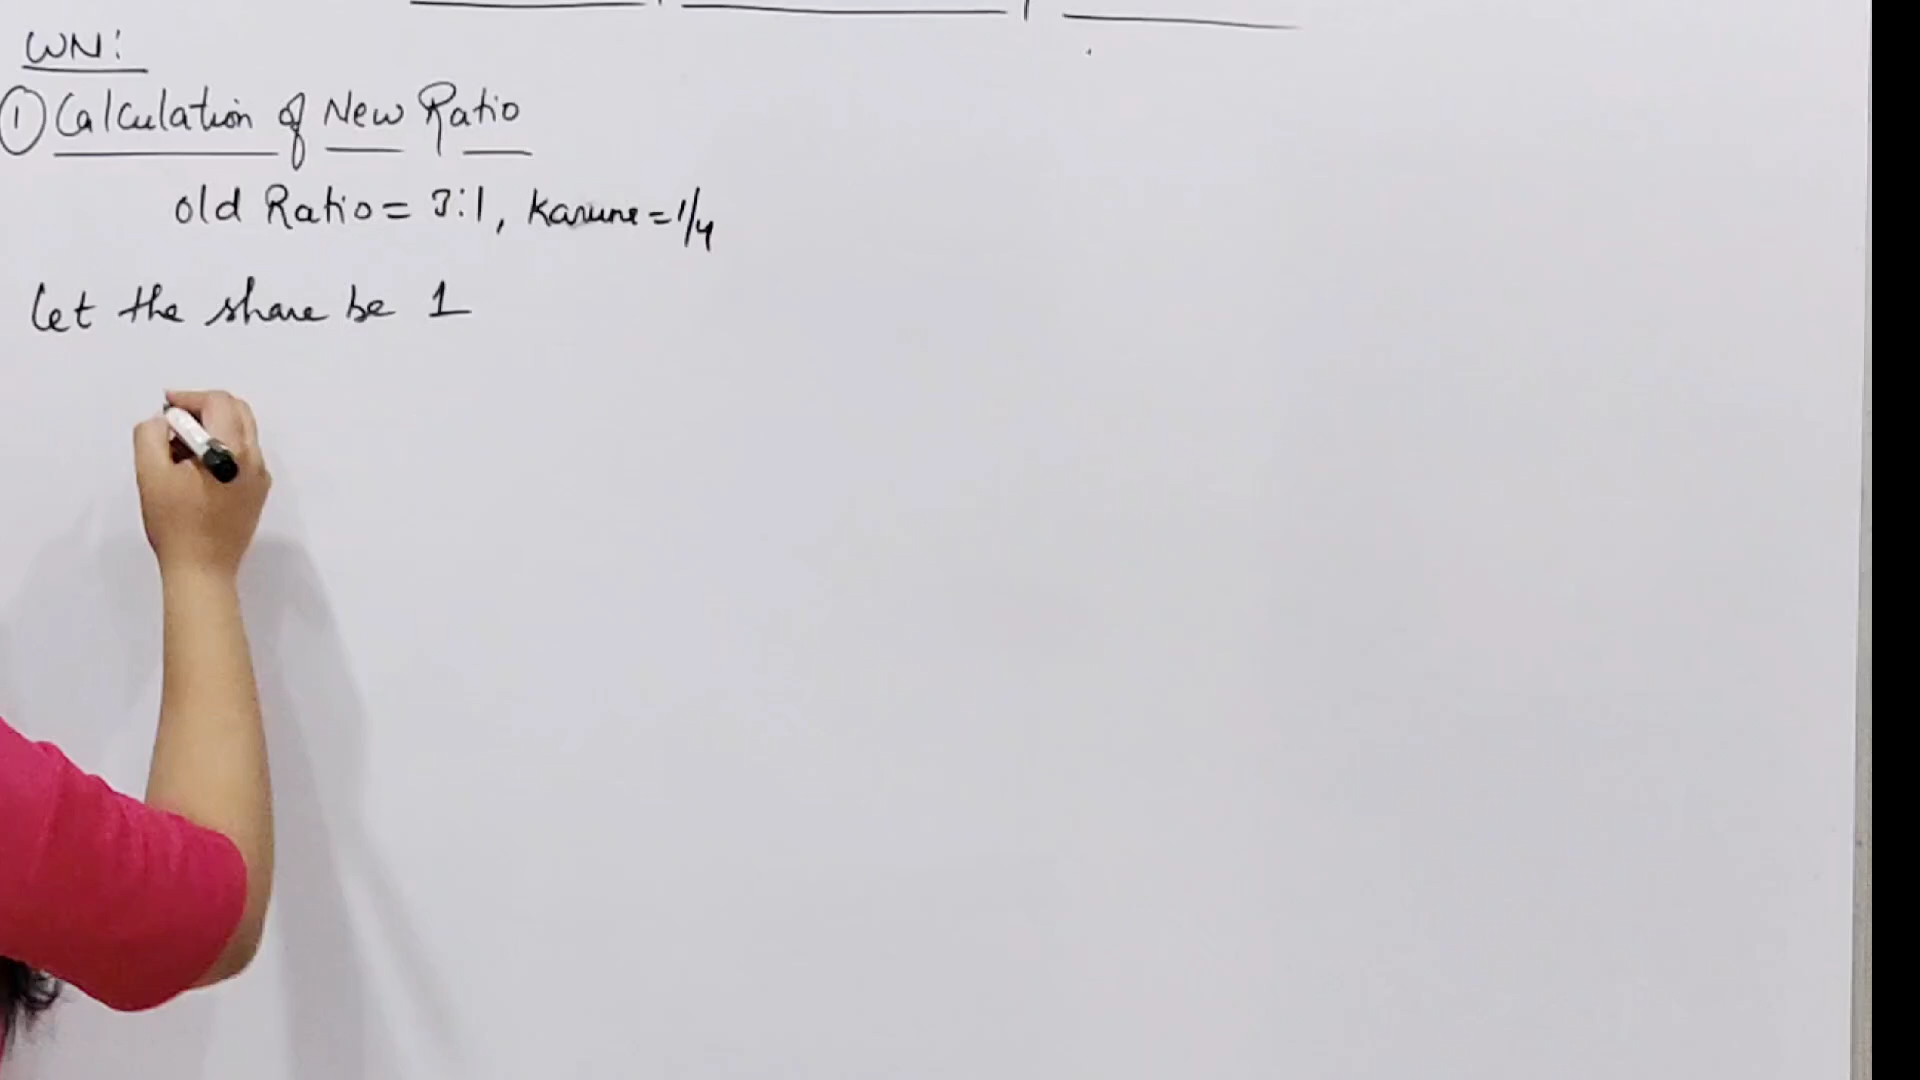 WN:
① Calculation of New Ratio
old Ratio = 3:1, Karune = 1/4
Let the share be 1